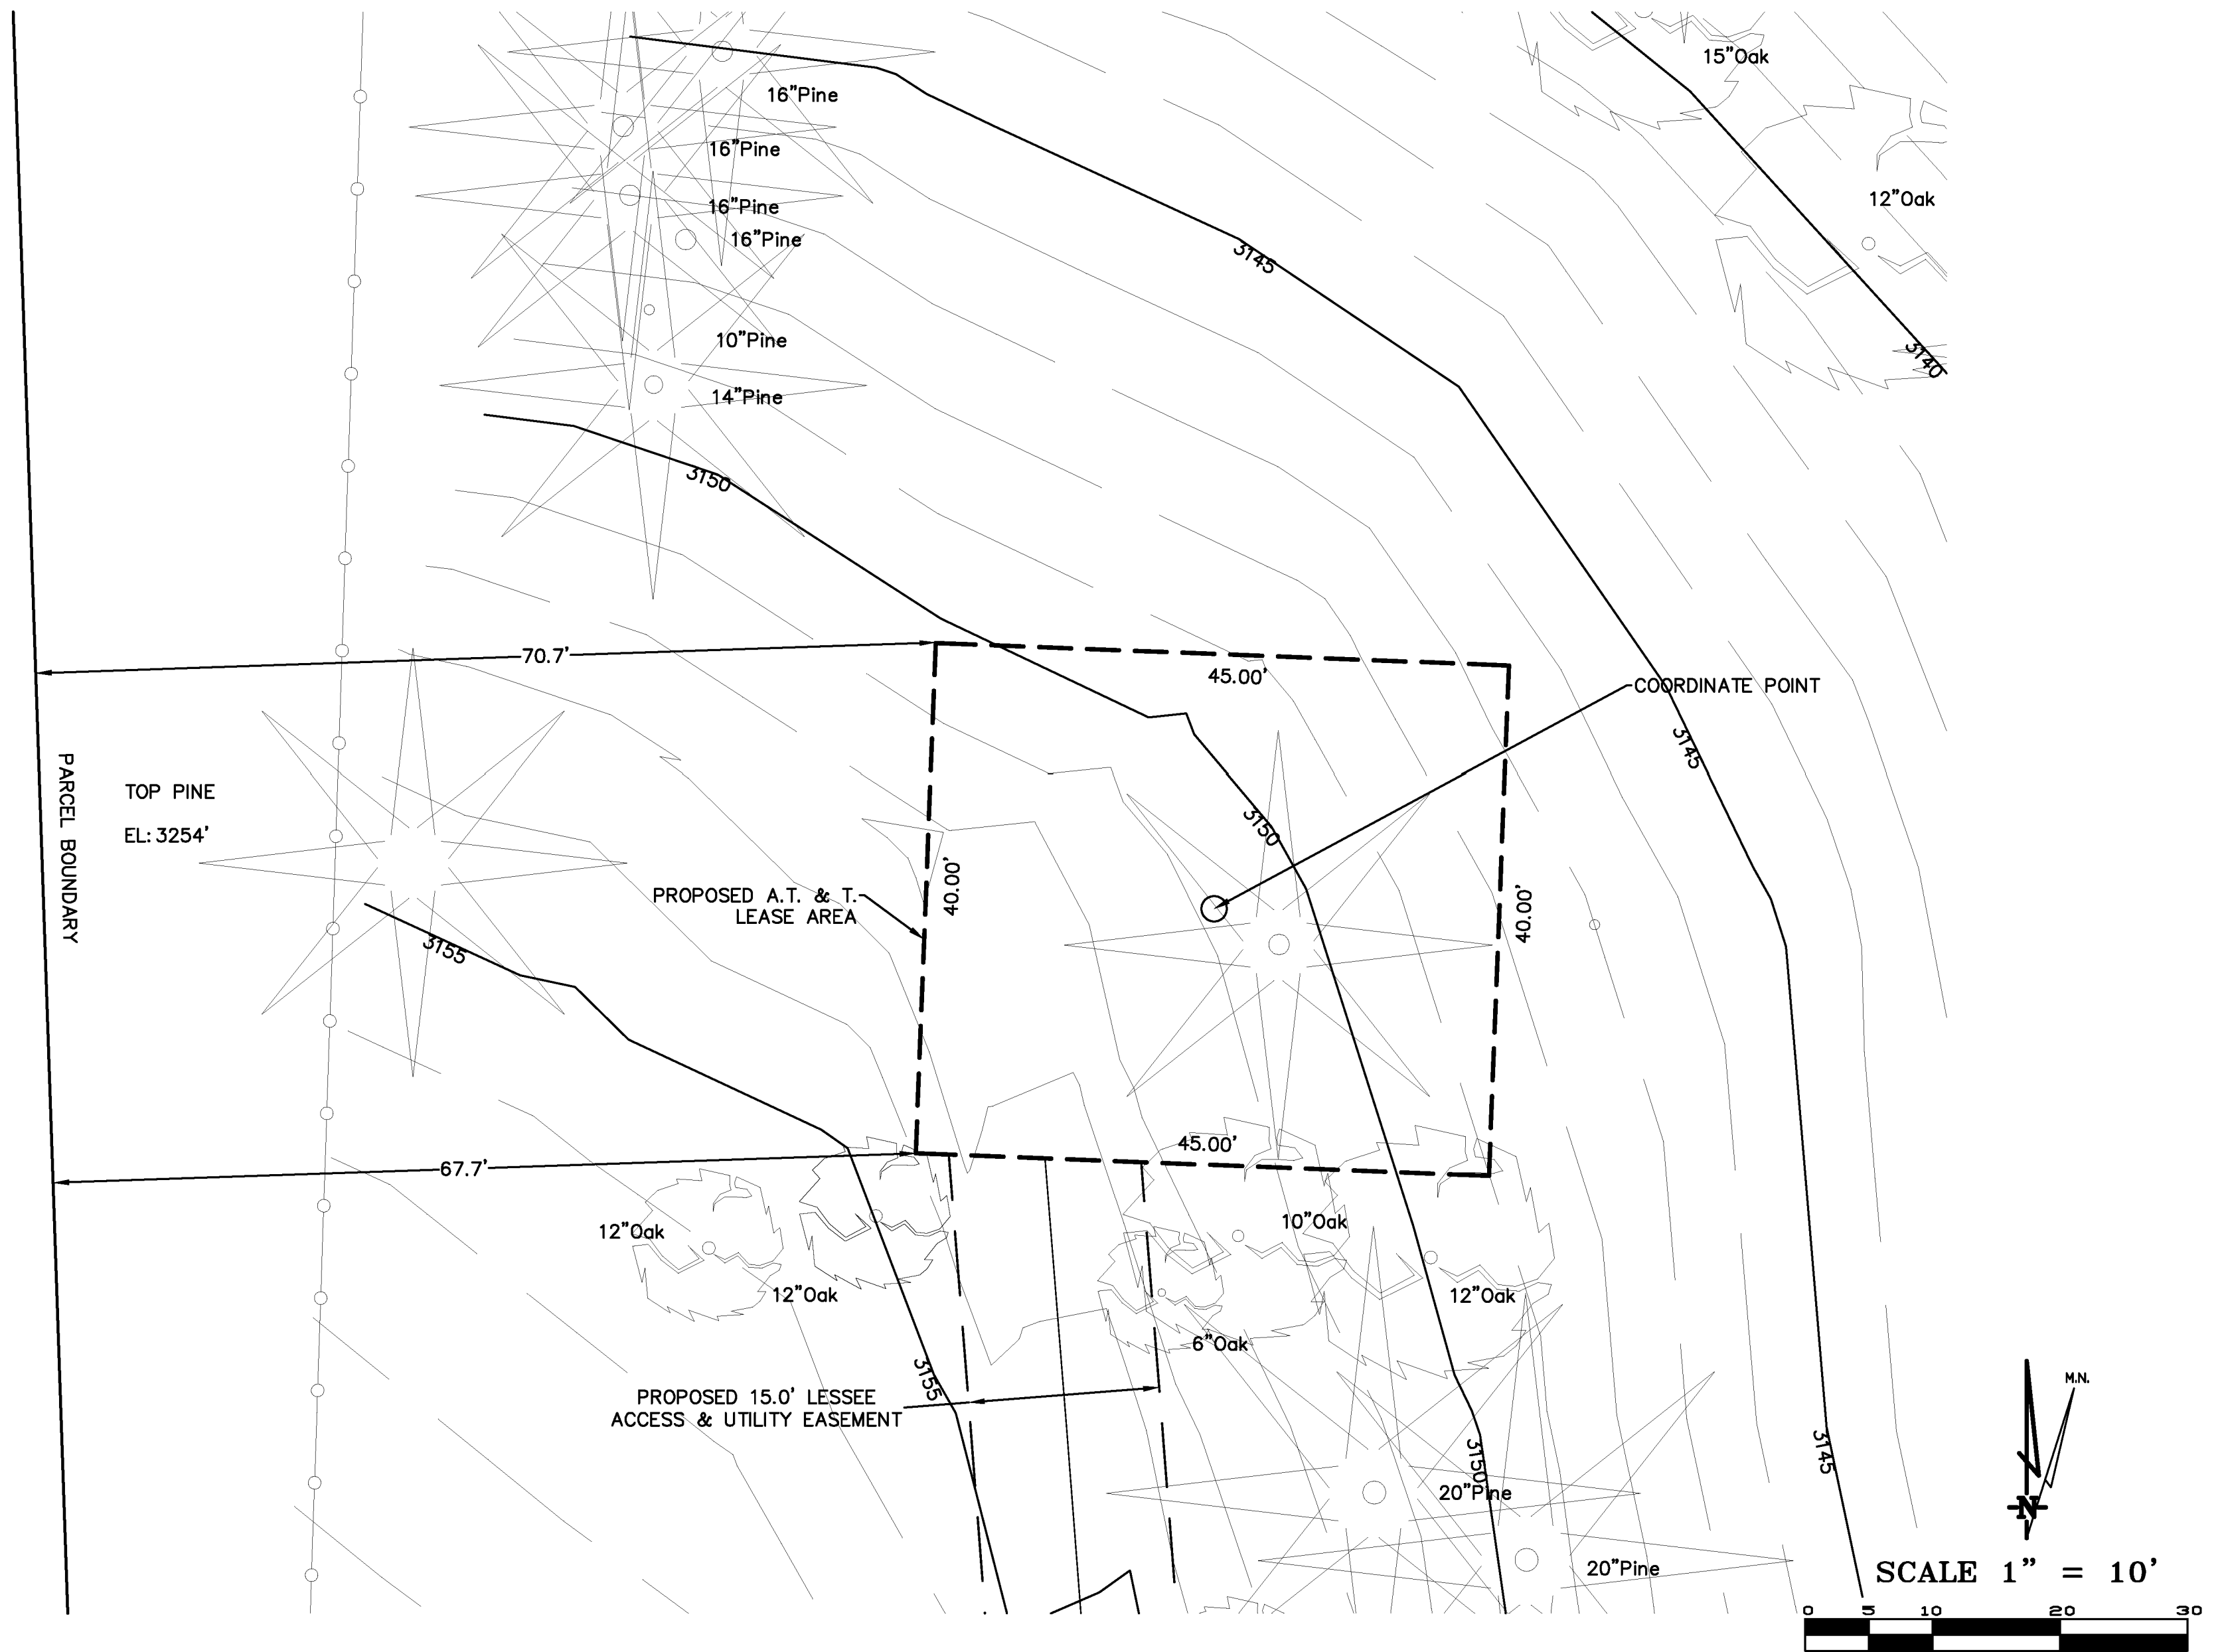 15"Oak
16"Pine
16"Pine
12"Oak
16"Pine
16"Pine
3145
10"Pine
3140
14"Pine
3150
70.7'
45.00'
COORDINATE POINT
3145
PARCEL BOUNDARY
TOP PINE
EL: 3254'
3150
PROPOSED A.T. & T.
LEASE AREA
40.00'
40.00'
3155
45.00'
67.7'
12"Oak
10"Oak
12"Oak
12"Oak
6"Oak
3155
PROPOSED 15.0' LESSEE
ACCESS & UTILITY EASEMENT
M.N.
3145
3150
20"Pine
N
20"Pine
SCALE 1" = 10'
0 5 10 20 30